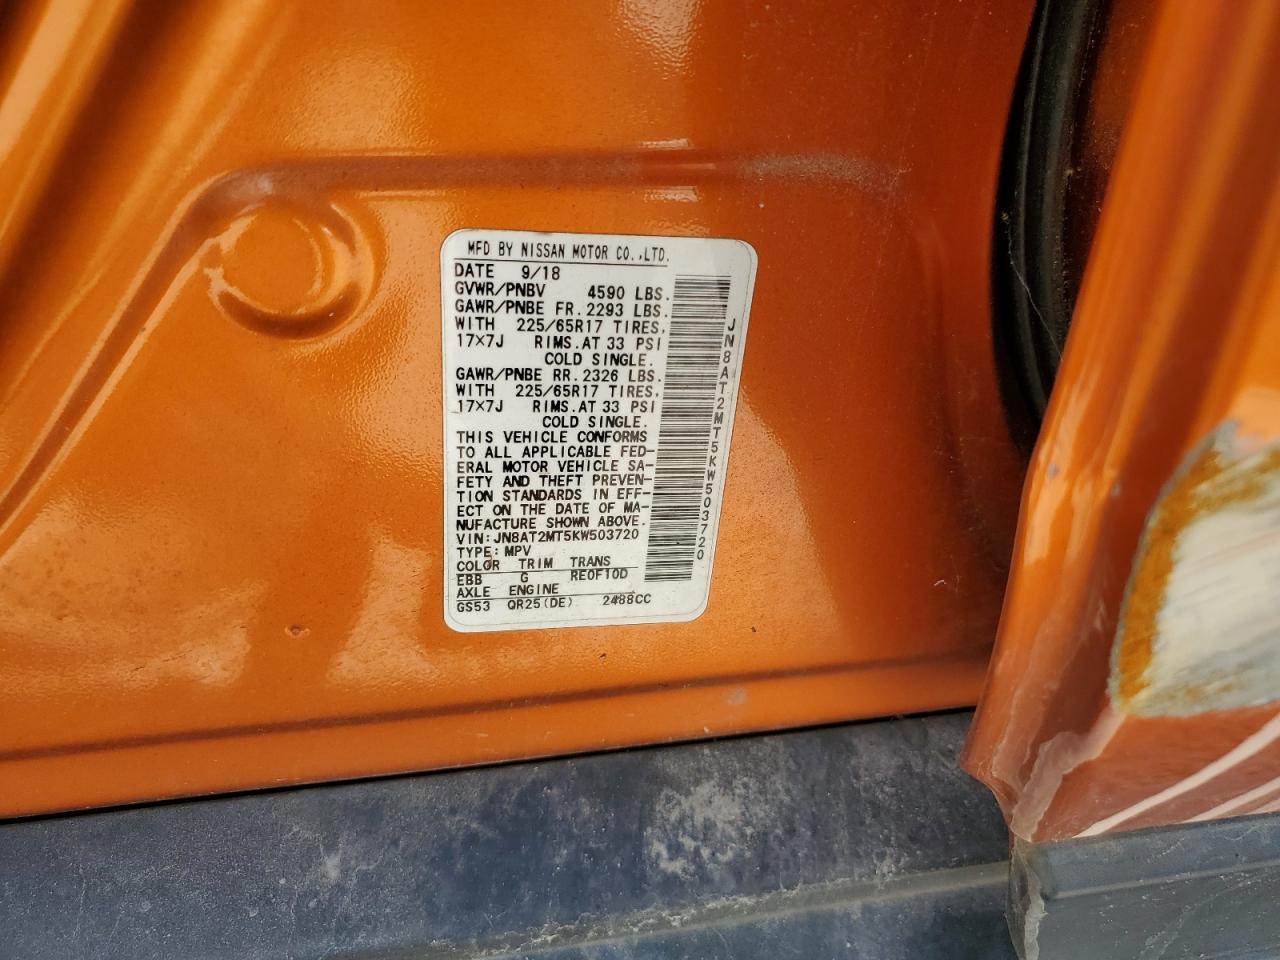 MFD BY NISSAN MOTOR CO.,LTD.
DATE 9/18
GVWR/PNBV 4590 LBS.
GAWR/PNBE FR. 2293 LBS.
WITH 225/65R17 TIRES,
17×7J RIMS. AT 33 PSI
COLD SINGLE.
GAWR/PNBE RR. 2326 LBS.
WITH 225/65R17 TIRES,
17×7J RIMS. AT 33 PSI
COLD SINGLE.
THIS VEHICLE CONFORMS
TO ALL APPLICABLE FED-
ERAL MOTOR VEHICLE SA-
FETY AND THEFT PREVEN-
TION STANDARDS IN EFF-
ECT ON THE DATE OF MA-
NUFACTURE SHOWN ABOVE.
VIN: JN8AT2MT5KW503720
TYPE: MPV
COLOR TRIM TRANS
EBB G RE0F10D
AXLE ENGINE
GS53 QR25(DE) 2488CC
JN8AT2MT5KW503720